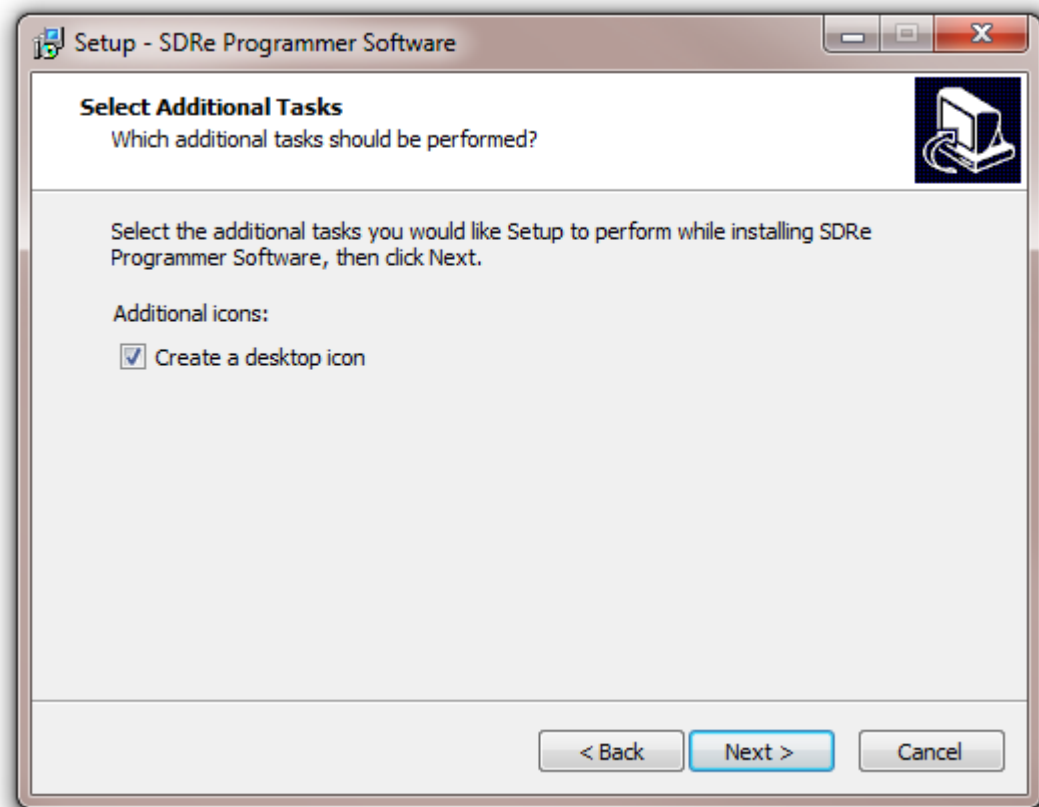 Setup - SDRe Programmer Software
Select Additional Tasks
Which additional tasks should be performed?
Select the additional tasks you would like Setup to perform while installing SDRe
Programmer Software, then click Next.
Additional icons:
Create a desktop icon
< Back
Next >
Cancel